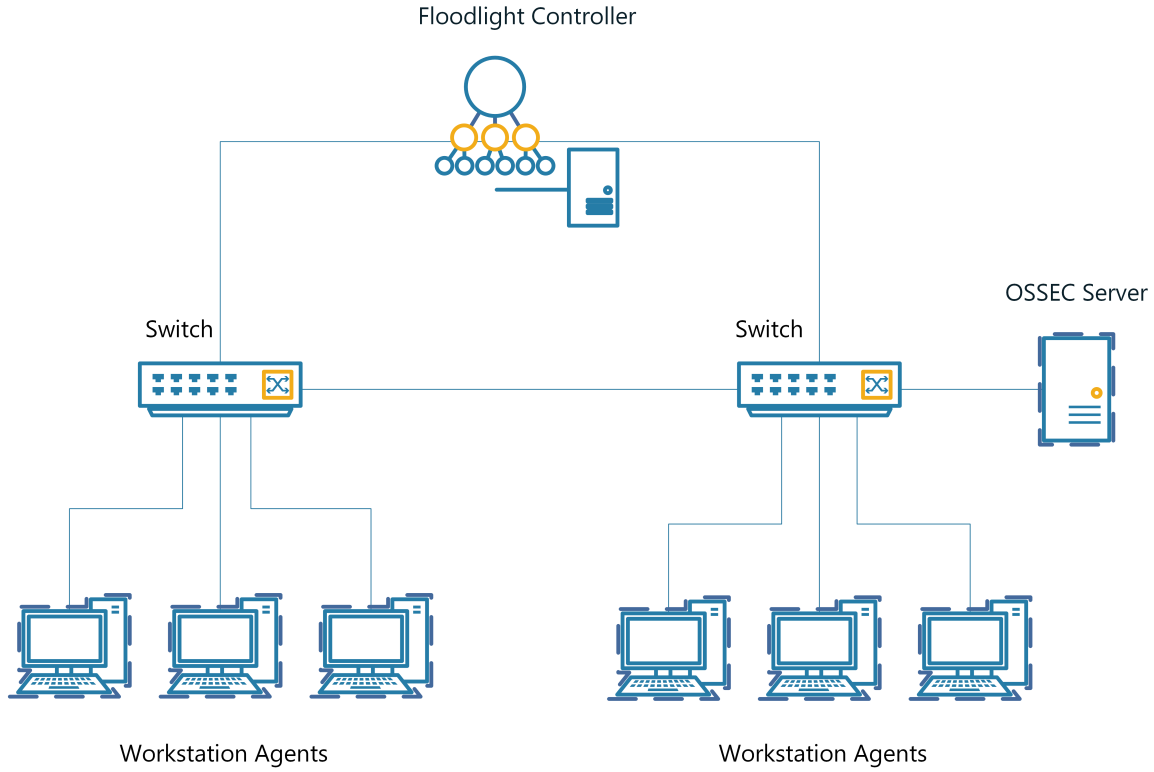 Floodlight Controller
OSSEC Server
Switch
Switch
Workstation Agents
Workstation Agents